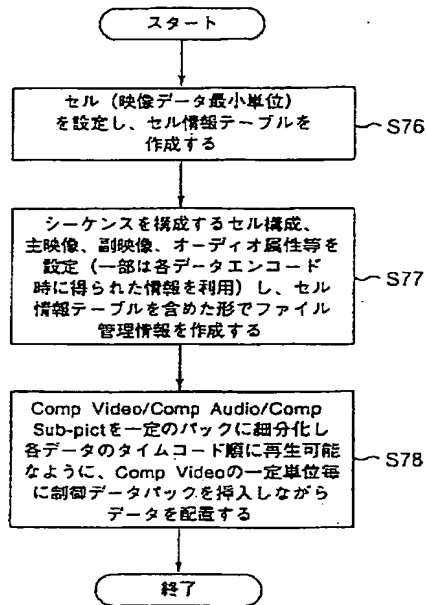 スタート
セル（映像データ最小単位）
を設定し、セル情報テーブルを
作成する
S76
シーケンスを構成するセル構成、
主映像、副映像、オーディオ属性等を
設定（一部は各データエンコード
時に得られた情報を利用）し、セル
情報テーブルを含めた形でファイル
管理情報を作成する
S77
Comp Video/Comp Audio/Comp
Sub-pictを一定のパックに細分化し
各データのタイムコード順に再生可能
なように、Comp Videoの一定単位毎
に制御データパックを挿入しながら
データを配置する
S78
終了